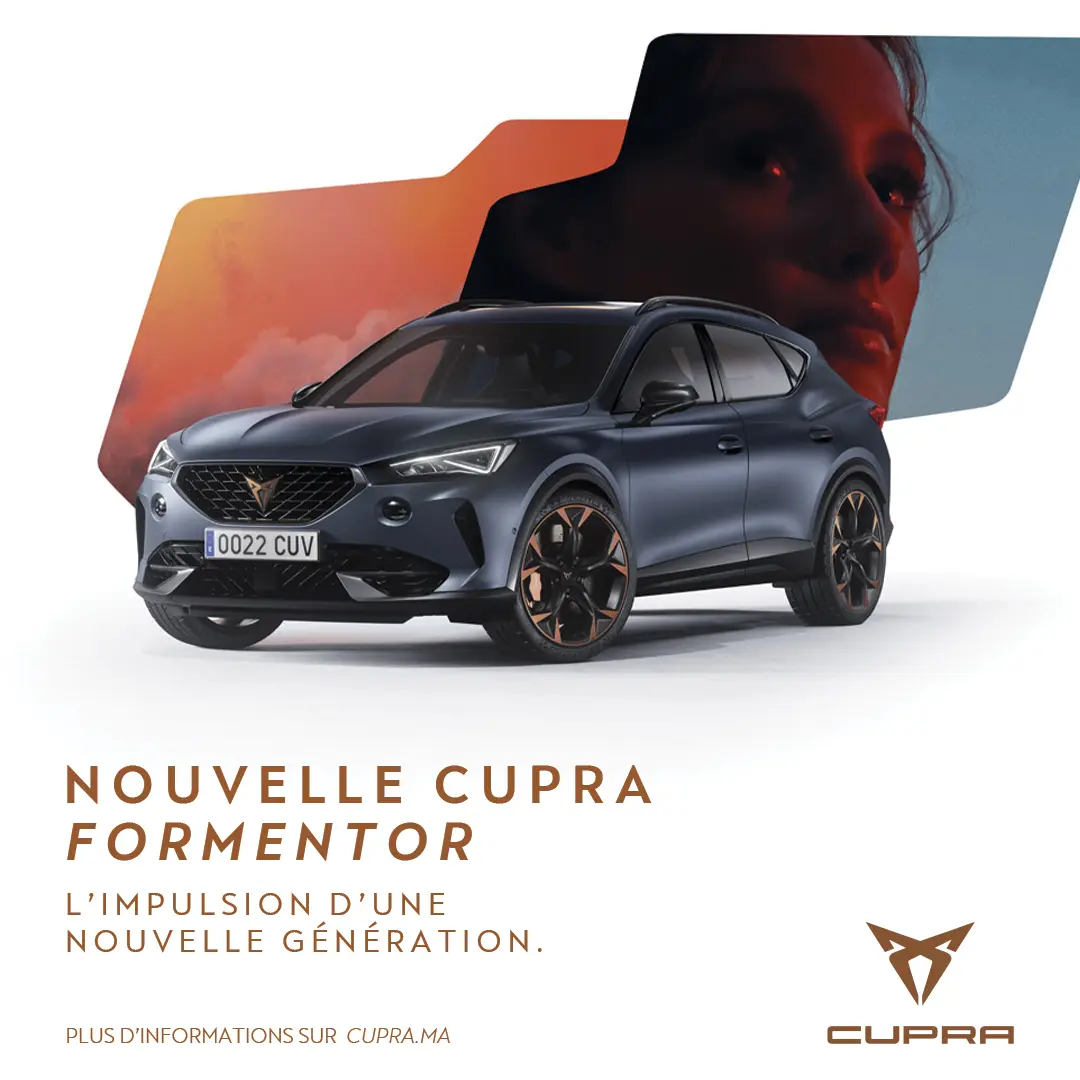 0022 CUV
NOUVELLE CUPRA
FORMENTOR
L’IMPULSION D’UNE
NOUVELLE GÉNÉRATION.
PLUS D’INFORMATIONS SUR CUPRA.MA
CUPRA